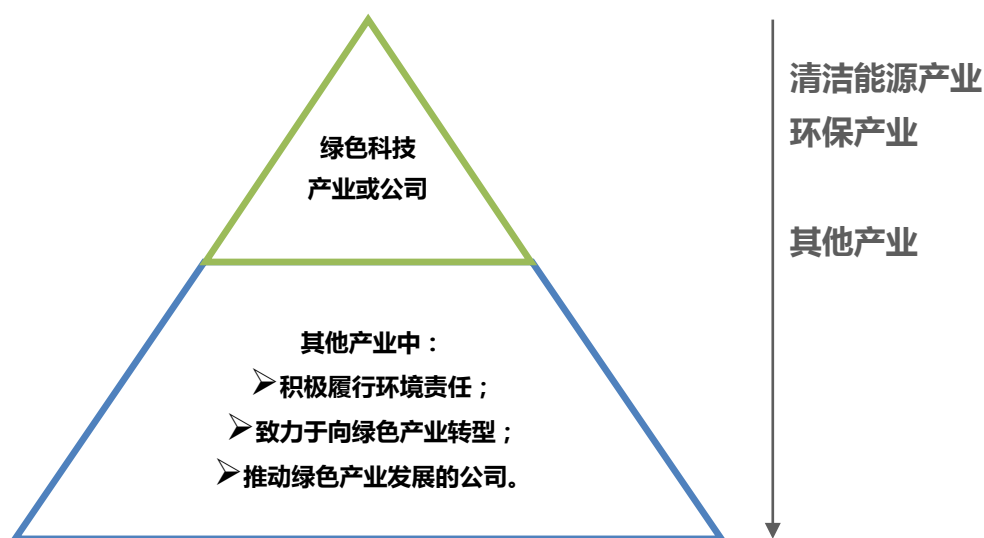 绿色科技
产业或公司
其他产业中：
➢积极履行环境责任；
➢致力于向绿色产业转型；
➢推动绿色产业发展的公司。
清洁能源产业
环保产业
其他产业